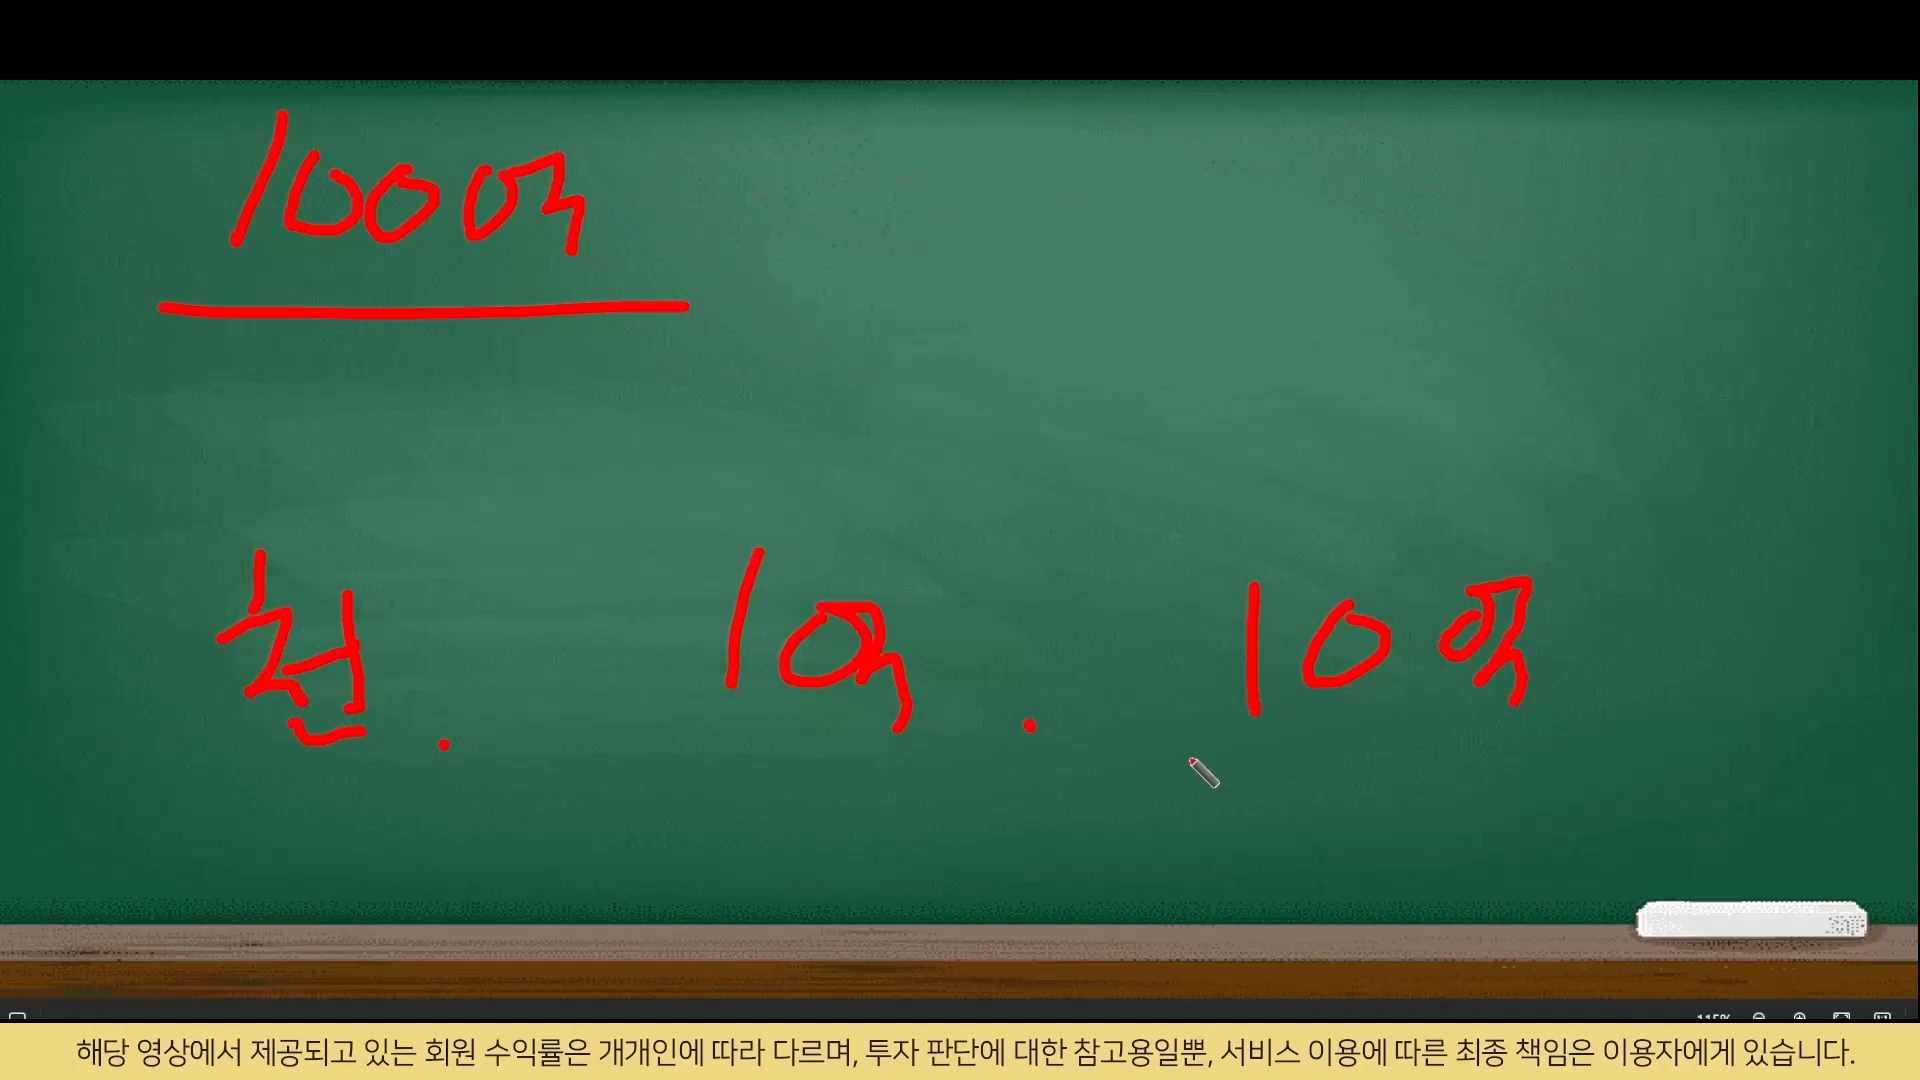 100억
천. 1억. 10억
115%
해당 영상에서 제공되고 있는 회원 수익률은 개개인에 따라 다르며, 투자 판단에 대한 참고용일뿐, 서비스 이용에 따른 최종 책임은 이용자에게 있습니다.